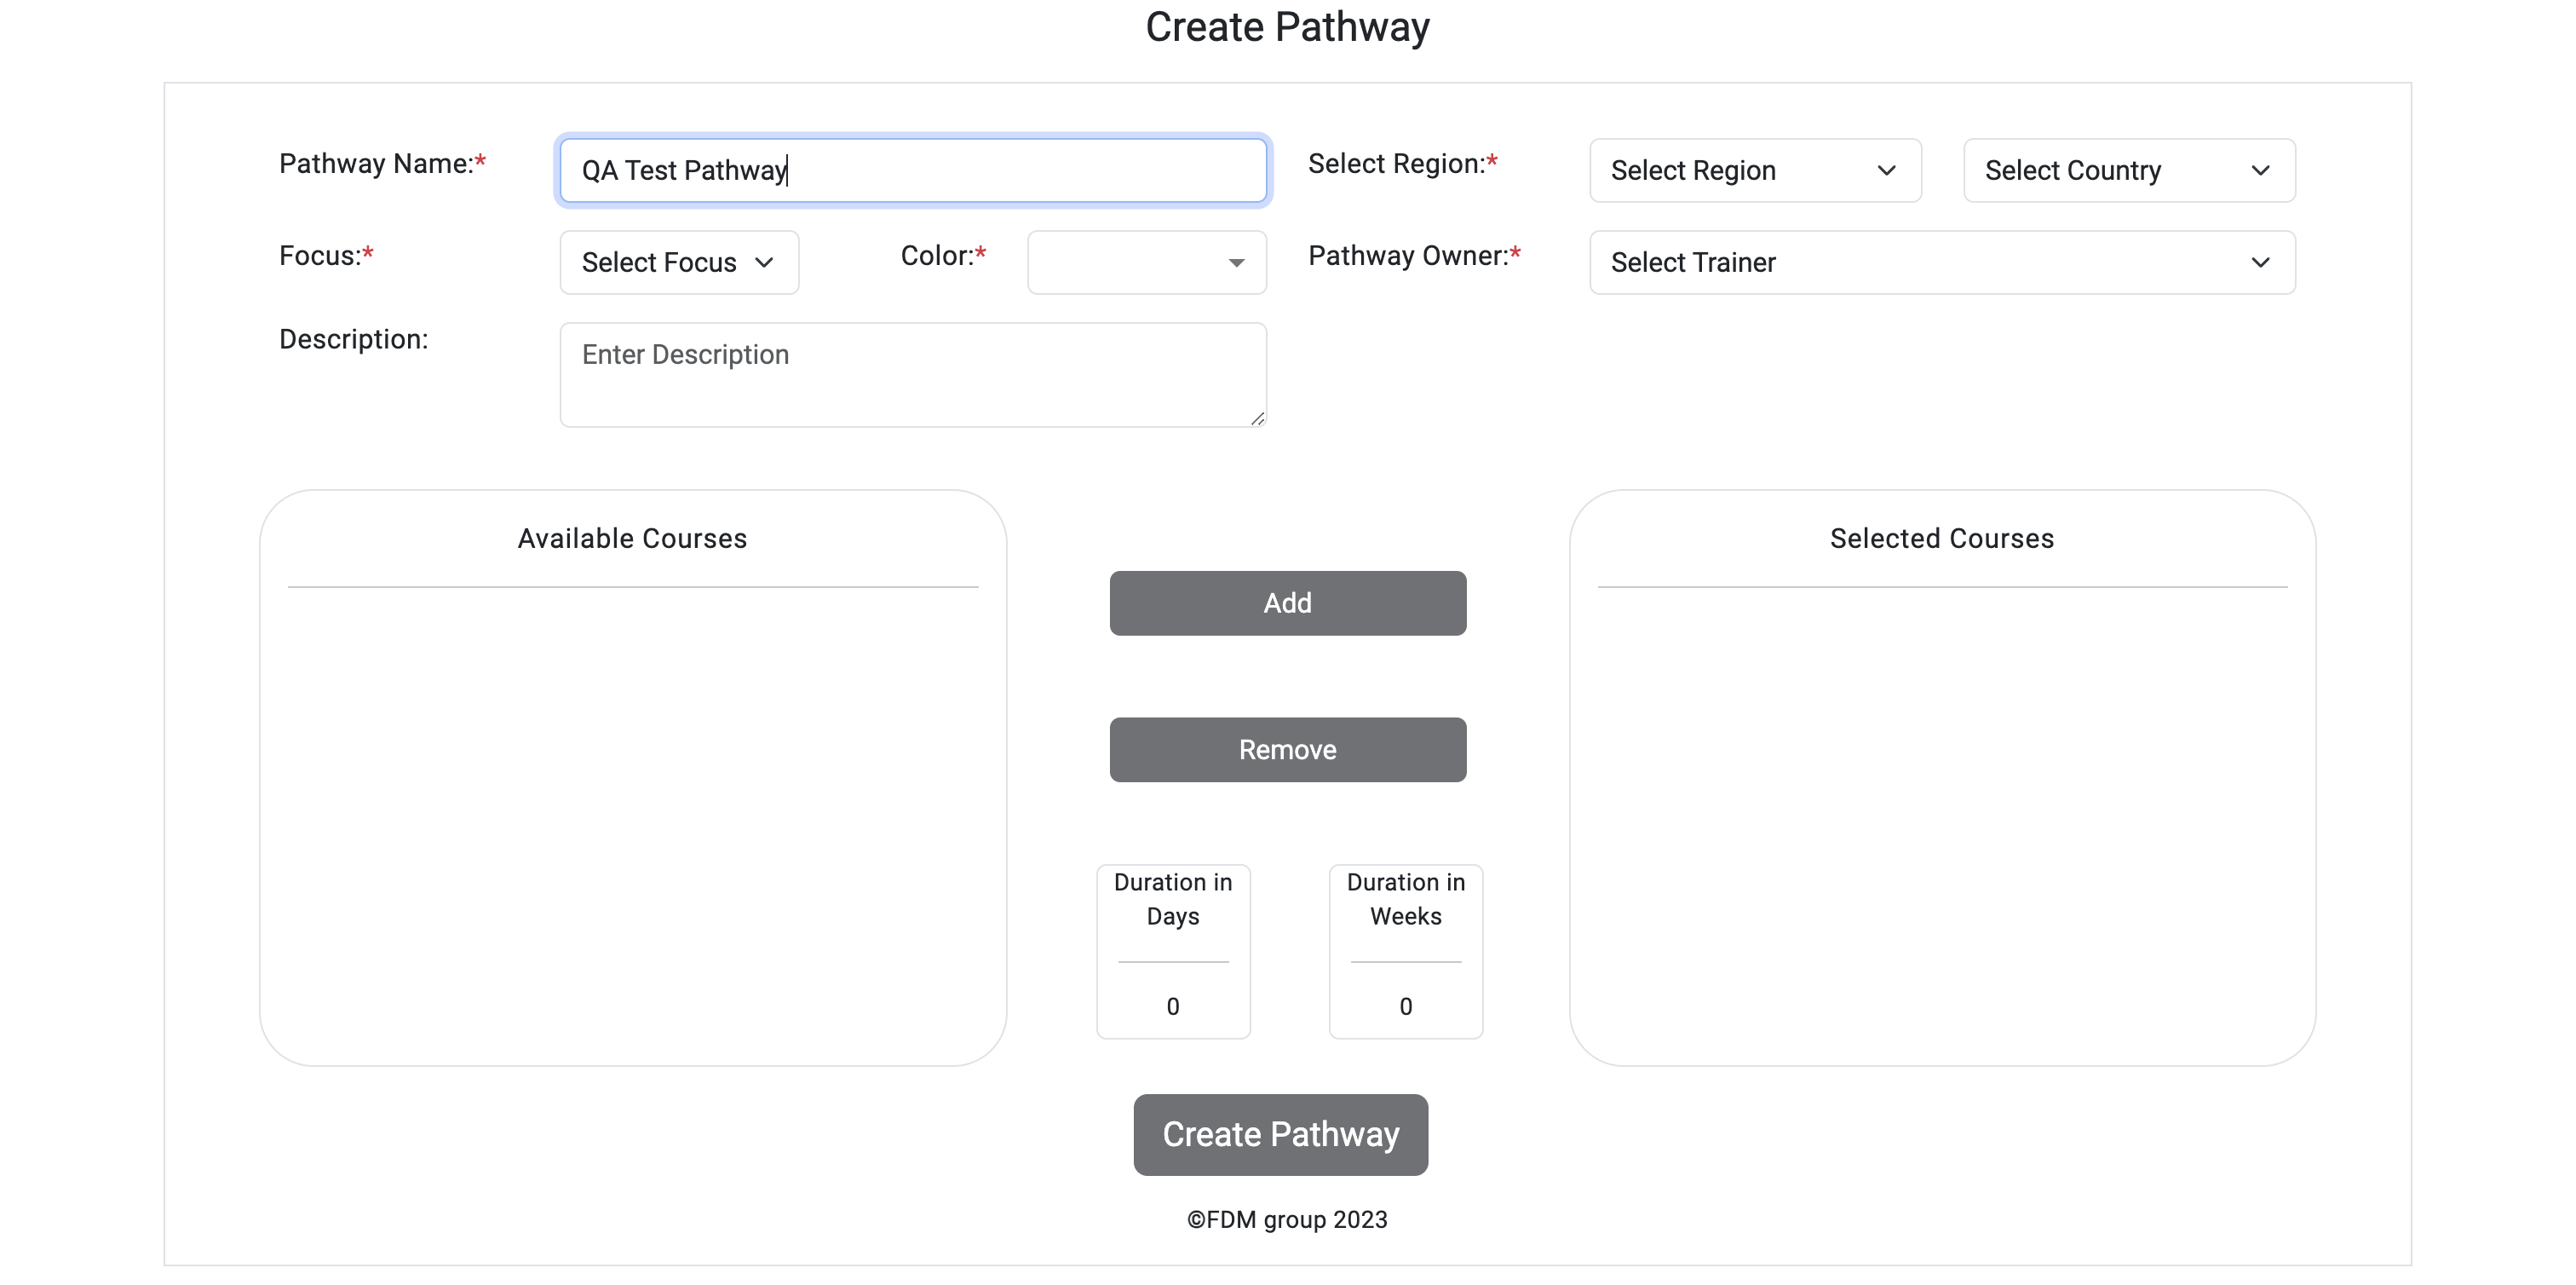 Create Pathway
Pathway Name:*
QA Test Pathway
Select Region:*
Select Region
Select Country
Focus:*
Select Focus
Color:*
Pathway Owner:*
Select Trainer
Description:
Enter Description
Available Courses
Add
Remove
Duration in
Days
0
Duration in
Weeks
0
Selected Courses
Create Pathway
©FDM group 2023